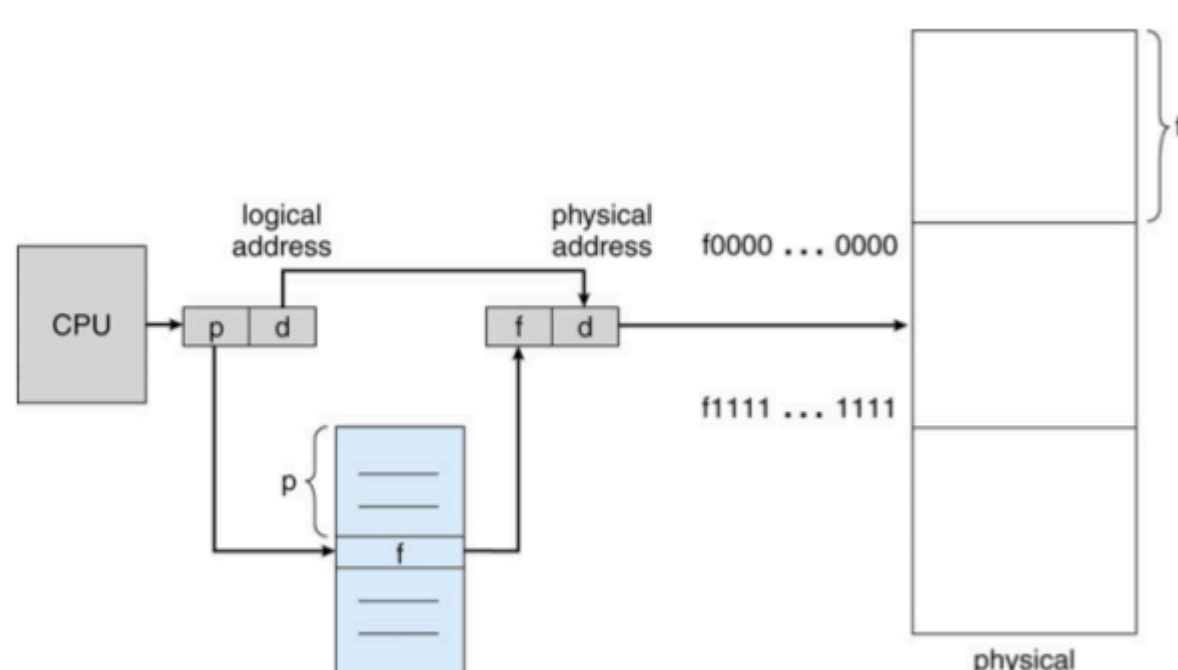 f
logical
address
physical
address
f0000 ... 0000
CPU
p
d
f
d
f1111 ... 1111
p
f
physical